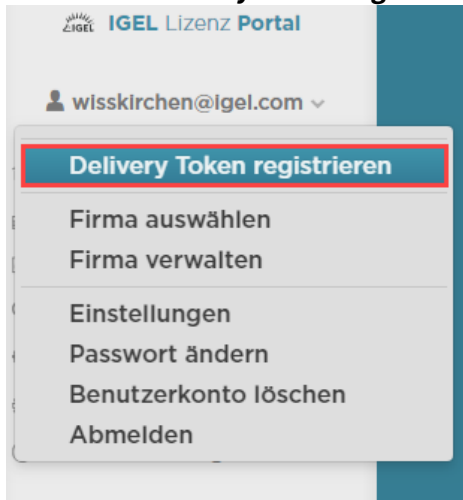 IGEL IGEL Lizenz Portal
wisskirchen@igel.com
Delivery Token registrieren
Firma auswählen
Firma verwalten
Einstellungen
Passwort ändern
Benutzerkonto löschen
Abmelden